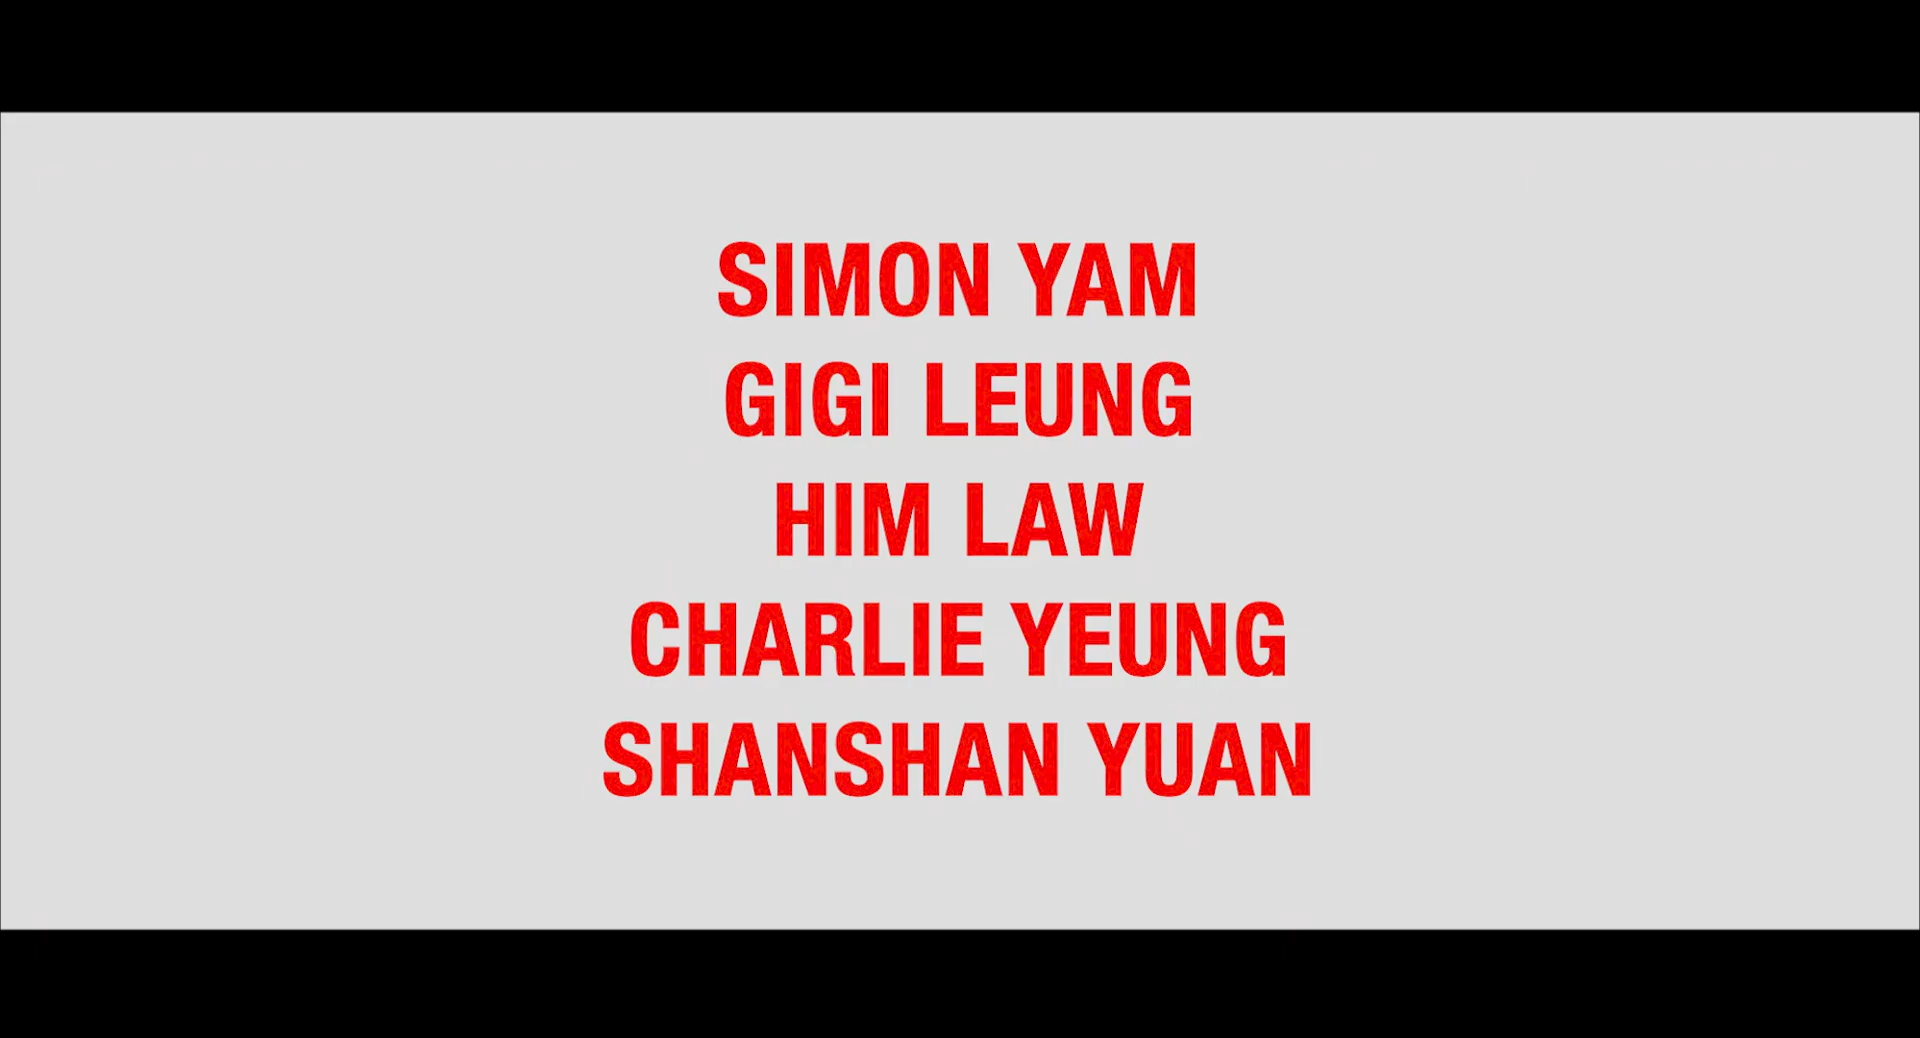 SIMON YAM
GIGI LEUNG
HIM LAW
CHARLIE YEUNG
SHANSHAN YUAN